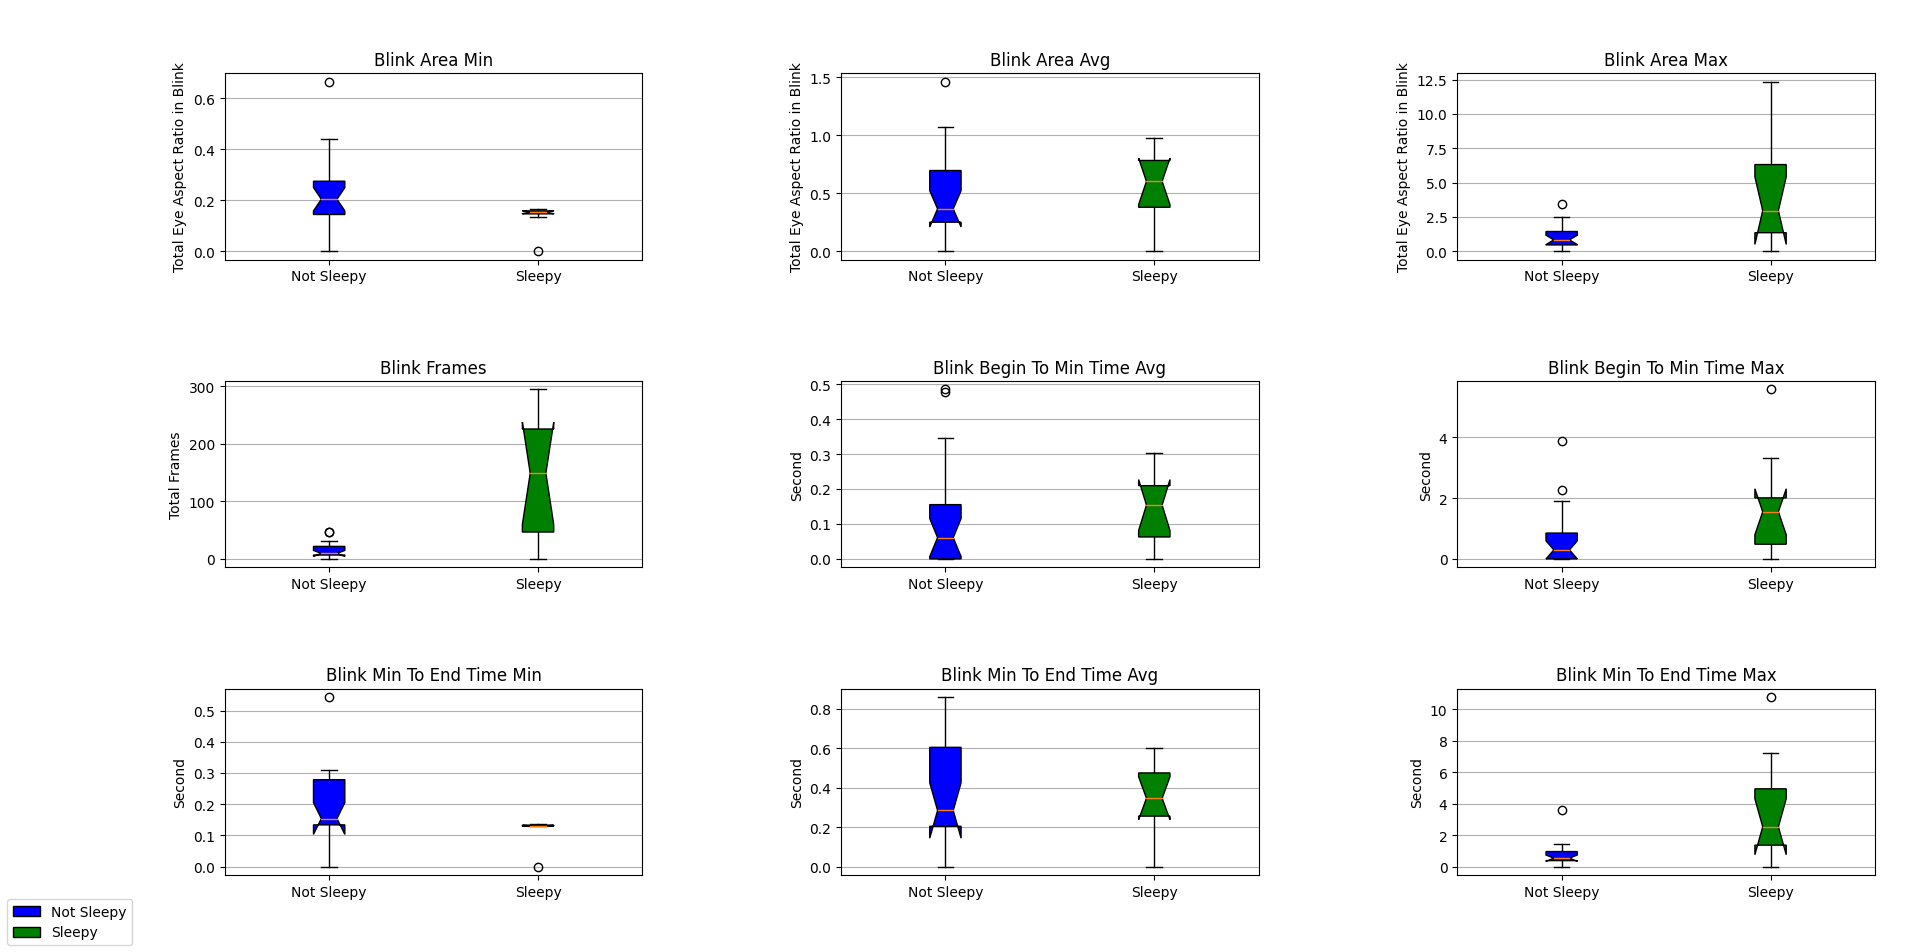 Blink Area Min
Total Eye Aspect Ratio in Blink
0.6
0.4
0.2
0.0
Not Sleepy
Sleepy
Blink Area Avg
Total Eye Aspect Ratio in Blink
1.5
1.0
0.5
0.0
Not Sleepy
Sleepy
Blink Area Max
Total Eye Aspect Ratio in Blink
12.5
10.0
7.5
5.0
2.5
0.0
Not Sleepy
Sleepy
Blink Frames
Total Frames
300
200
100
0
Not Sleepy
Sleepy
Blink Begin To Min Time Avg
Second
0.5
0.4
0.3
0.2
0.1
0.0
Not Sleepy
Sleepy
Blink Begin To Min Time Max
Second
4
2
0
Not Sleepy
Sleepy
Blink Min To End Time Min
Second
0.5
0.4
0.3
0.2
0.1
0.0
Not Sleepy
Sleepy
Blink Min To End Time Avg
Second
0.8
0.6
0.4
0.2
0.0
Not Sleepy
Sleepy
Blink Min To End Time Max
Second
10
8
6
4
2
0
Not Sleepy
Sleepy
Not Sleepy
Sleepy